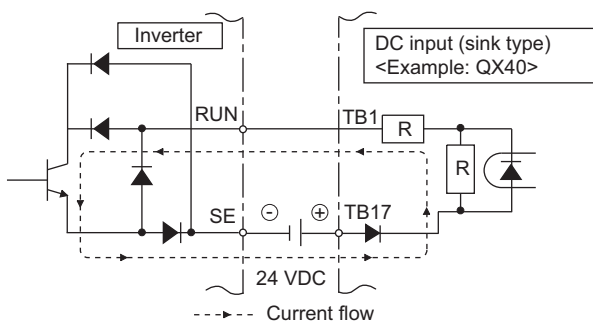 Inverter
DC input (sink type)
<Example: QX40>
RUN
TB1
R
R
SE
⊖
⊕
TB17
24 VDC
Current flow